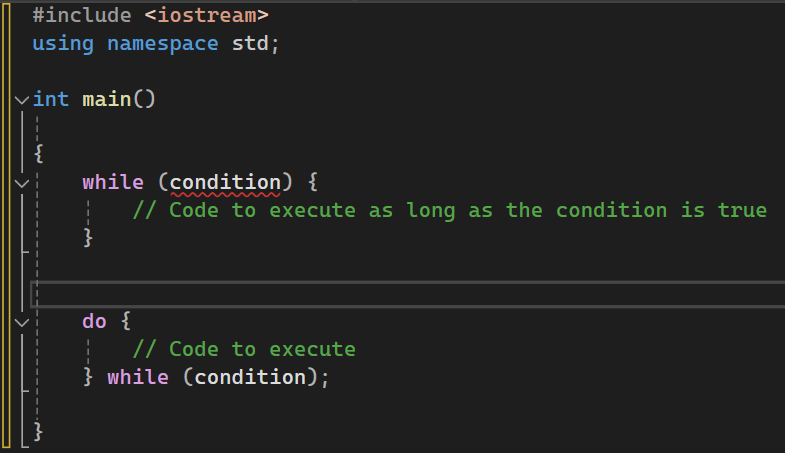 #include <iostream>
using namespace std;
int main()
{
while (condition) {
// Code to execute as long as the condition is true
}
do {
// Code to execute
} while (condition);
}